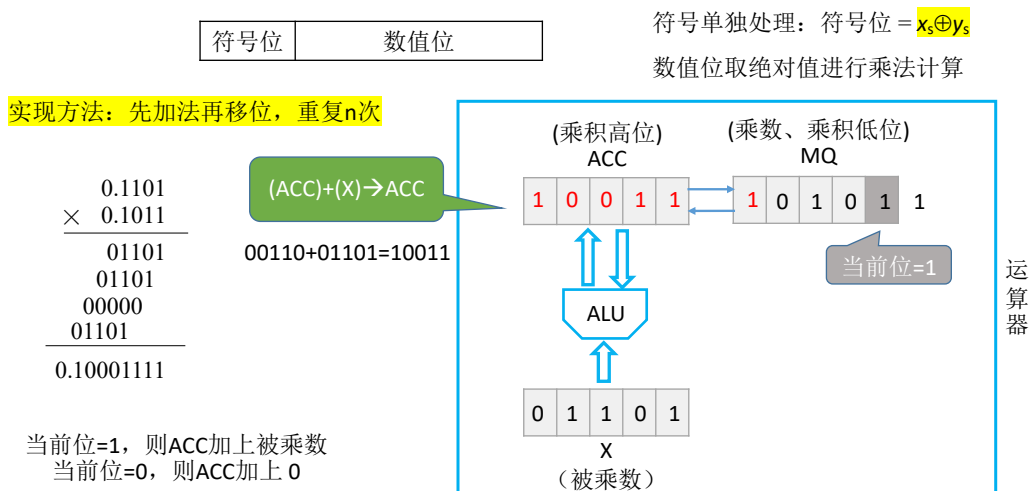 符号位 数值位
符号单独处理：符号位 = xs⊕ys
数值位取绝对值进行乘法计算
实现方法：先加法再移位，重复n次
0.1101
× 0.1011
01101
01101
00000
01101
0.10001111
当前位=1，则ACC加上被乘数
当前位=0，则ACC加上 0
(ACC)+(X)→ACC
00110+01101=10011
(乘积高位)
ACC
1 0 0 1 1
(乘数、乘积低位)
MQ
1 0 1 0 1 1
当前位=1
ALU
0 1 1 0 1
X
（被乘数）
运算器